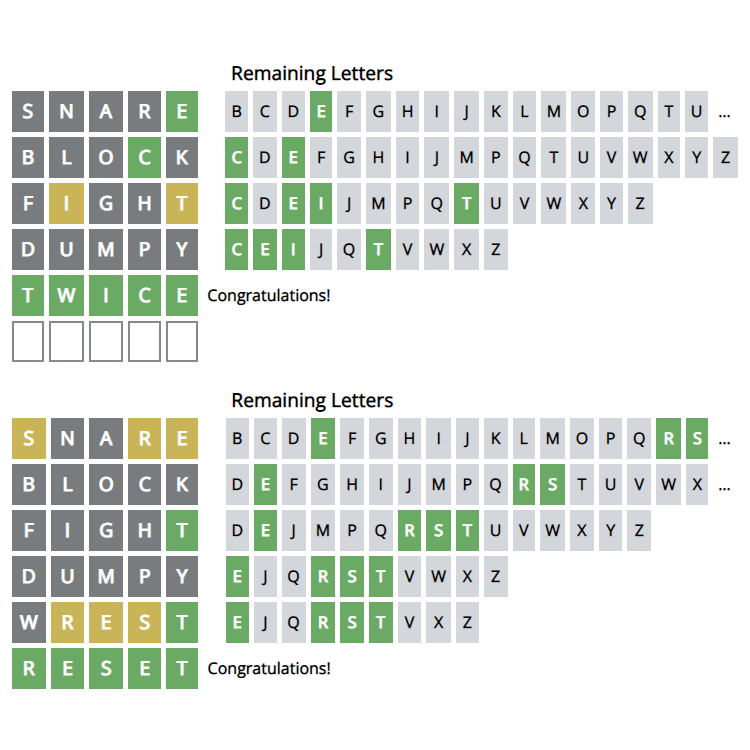 Remaining Letters
S N A R E B C D E F G H I J K L M O P Q T U ...
B L O C K C D E F G H I J M P Q T U V W X Y Z
F I G H T C D E I J M P Q T U V W X Y Z
D U M P Y C E I J Q T V W X Z
T W I C E Congratulations!
Remaining Letters
S N A R E B C D E F G H I J K L M O P Q R S ...
B L O C K D E F G H I J M P Q R S T U V W X ...
F I G H T D E J M P Q R S T U V W X Y Z
D U M P Y E J Q R S T V W X Z
W R E S T E J Q R S T V X Z
R E S E T Congratulations!